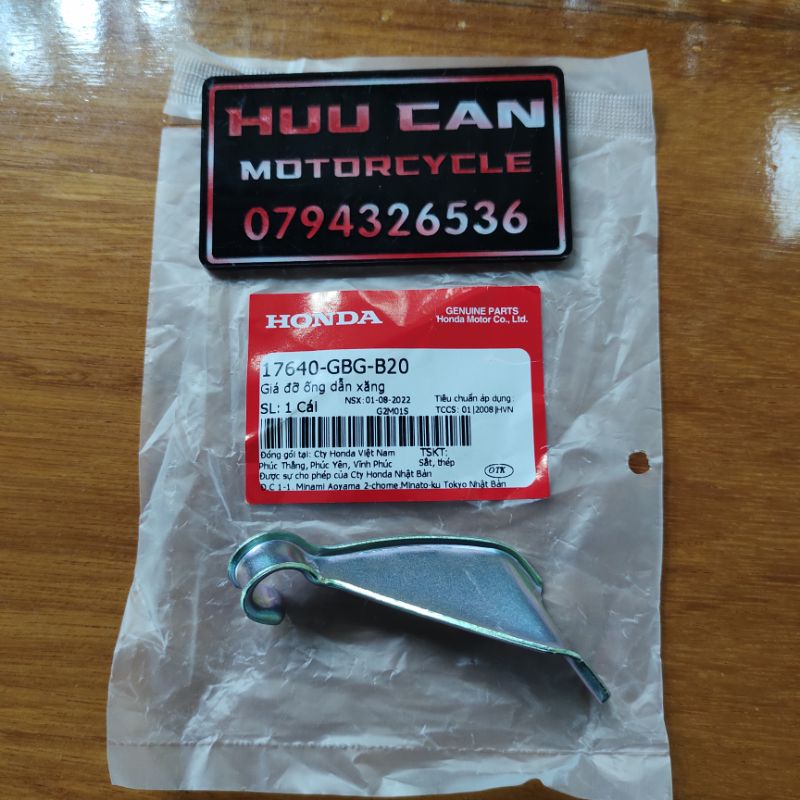 HUU CAN
MOTORCYCLE
0794326536
HONDA
GENUINE PARTS
Honda Motor Co., Ltd.
17640-GBG-B20
Giá đỡ ống dẫn xăng
SL: 1 Cái
NSX: 01-08-2022
Tiêu chuẩn áp dụng:
G2M01S
TCCS: 01|2008|HVN
Đóng gói tại: Cty Honda Việt Nam
TSKT:
Phúc Thắng, Phúc Yên, Vĩnh Phúc
Sắt, thép
Được sự cho phép của Cty Honda Nhật Bản
OTK
Đ.C 1-1, Minami Aoyama 2-chome,Minato-ku Tokyo Nhật Bản